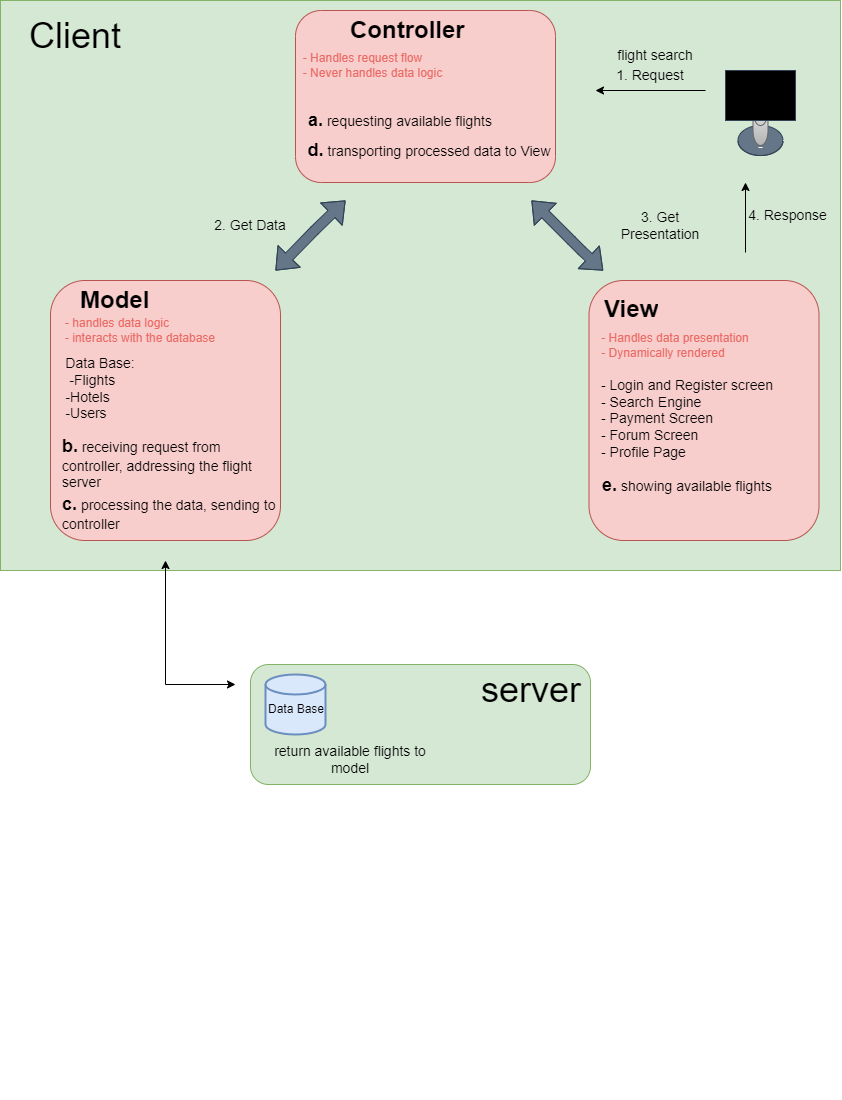 Client
Controller
- Handles request flow
- Never handles data logic
a. requesting available flights
d. transporting processed data to View
flight search
1. Request
2. Get Data
3. Get
Presentation
4. Response
Model
- handles data logic
- interacts with the database
Data Base:
-Flights
-Hotels
-Users
b. receiving request from
controller, addressing the flight
server
c. processing the data, sending to
controller
View
- Handles data presentation
- Dynamically rendered
- Login and Register screen
- Search Engine
- Payment Screen
- Forum Screen
- Profile Page
e. showing available flights
server
Data Base
return available flights to
model